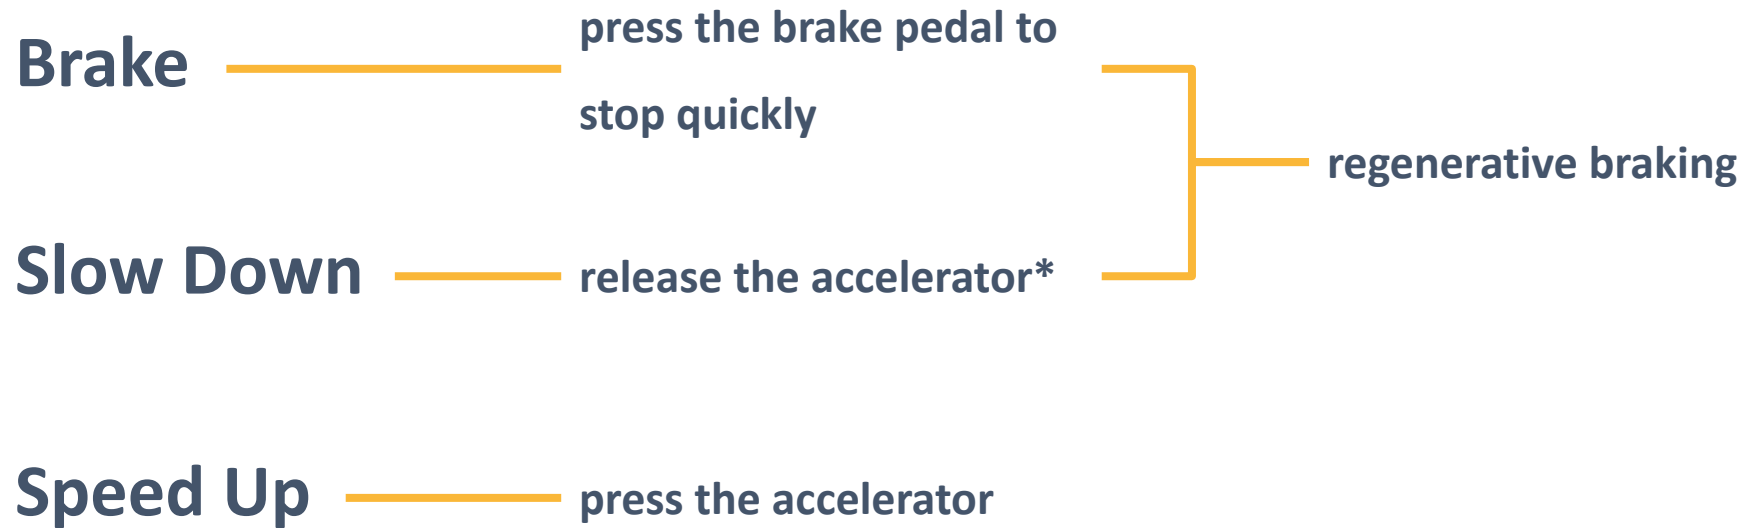 Brake
press the brake pedal to
stop quickly
regenerative braking
Slow Down
release the accelerator*
Speed Up
press the accelerator